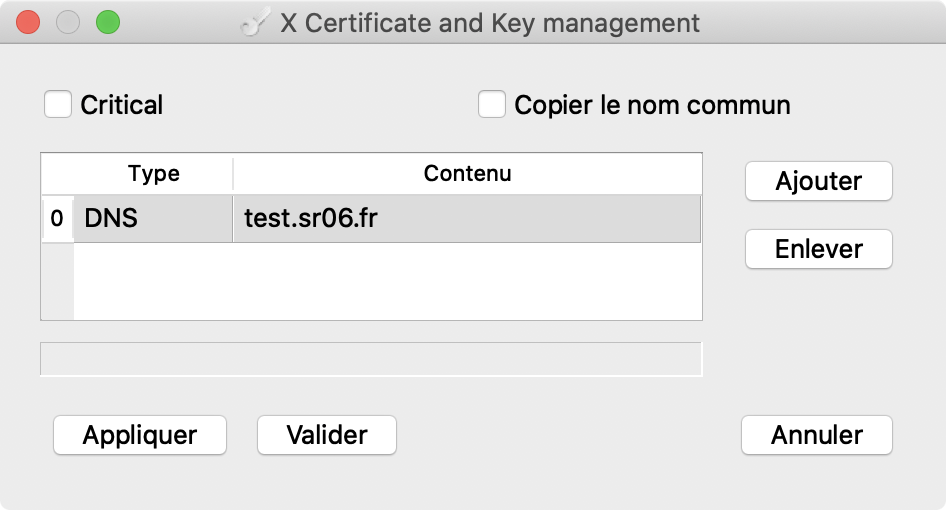 X Certificate and Key management
Critical
Copier le nom commun
Type Contenu
0 DNS test.sr06.fr
Ajouter
Enlever
Appliquer Valider Annuler